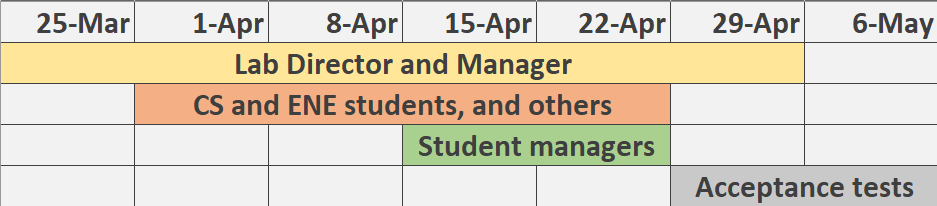 25-Mar 1-Apr 8-Apr 15-Apr 22-Apr 29-Apr 6-May
Lab Director and Manager
CS and ENE students, and others
Student managers
Acceptance tests